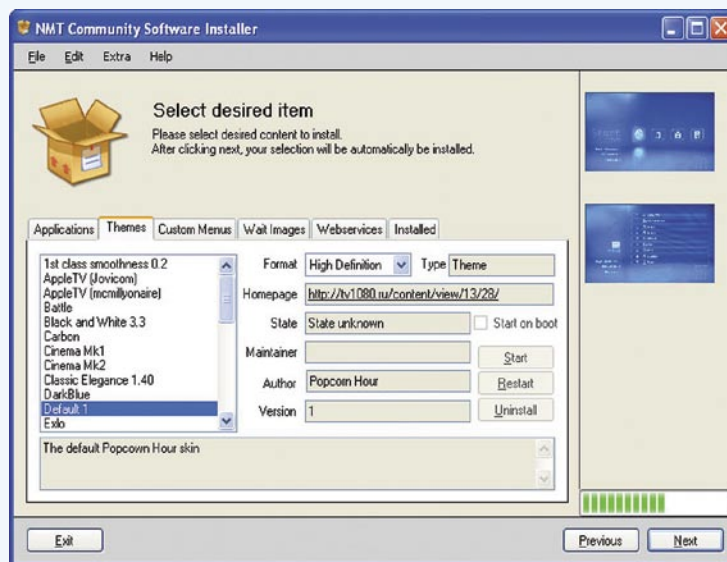 NMT Community Software Installer
File Edit Extra Help
Select desired item
Please select desired content to install.
After clicking next, your selection will be automatically be installed.
Applications Themes Custom Menus Wait Images Webservices Installed
1st class smoothness 0.2
AppleTV (Jovicom)
AppleTV (mcmillyonaire)
Battle
Black and White 3.3
Carbon
Cinema Mk1
Cinema Mk2
Classic Elegance 1.40
DarkBlue
Default 1
Exlo
Format High Definition Type Theme
Homepage http://tv1080.ru/content/view/13/28/
State State unknown Start on boot
Maintainer Start
Author Popcorn Hour Restart
Version 1 Uninstall
The default Popcown Hour skin
Exit Previous Next